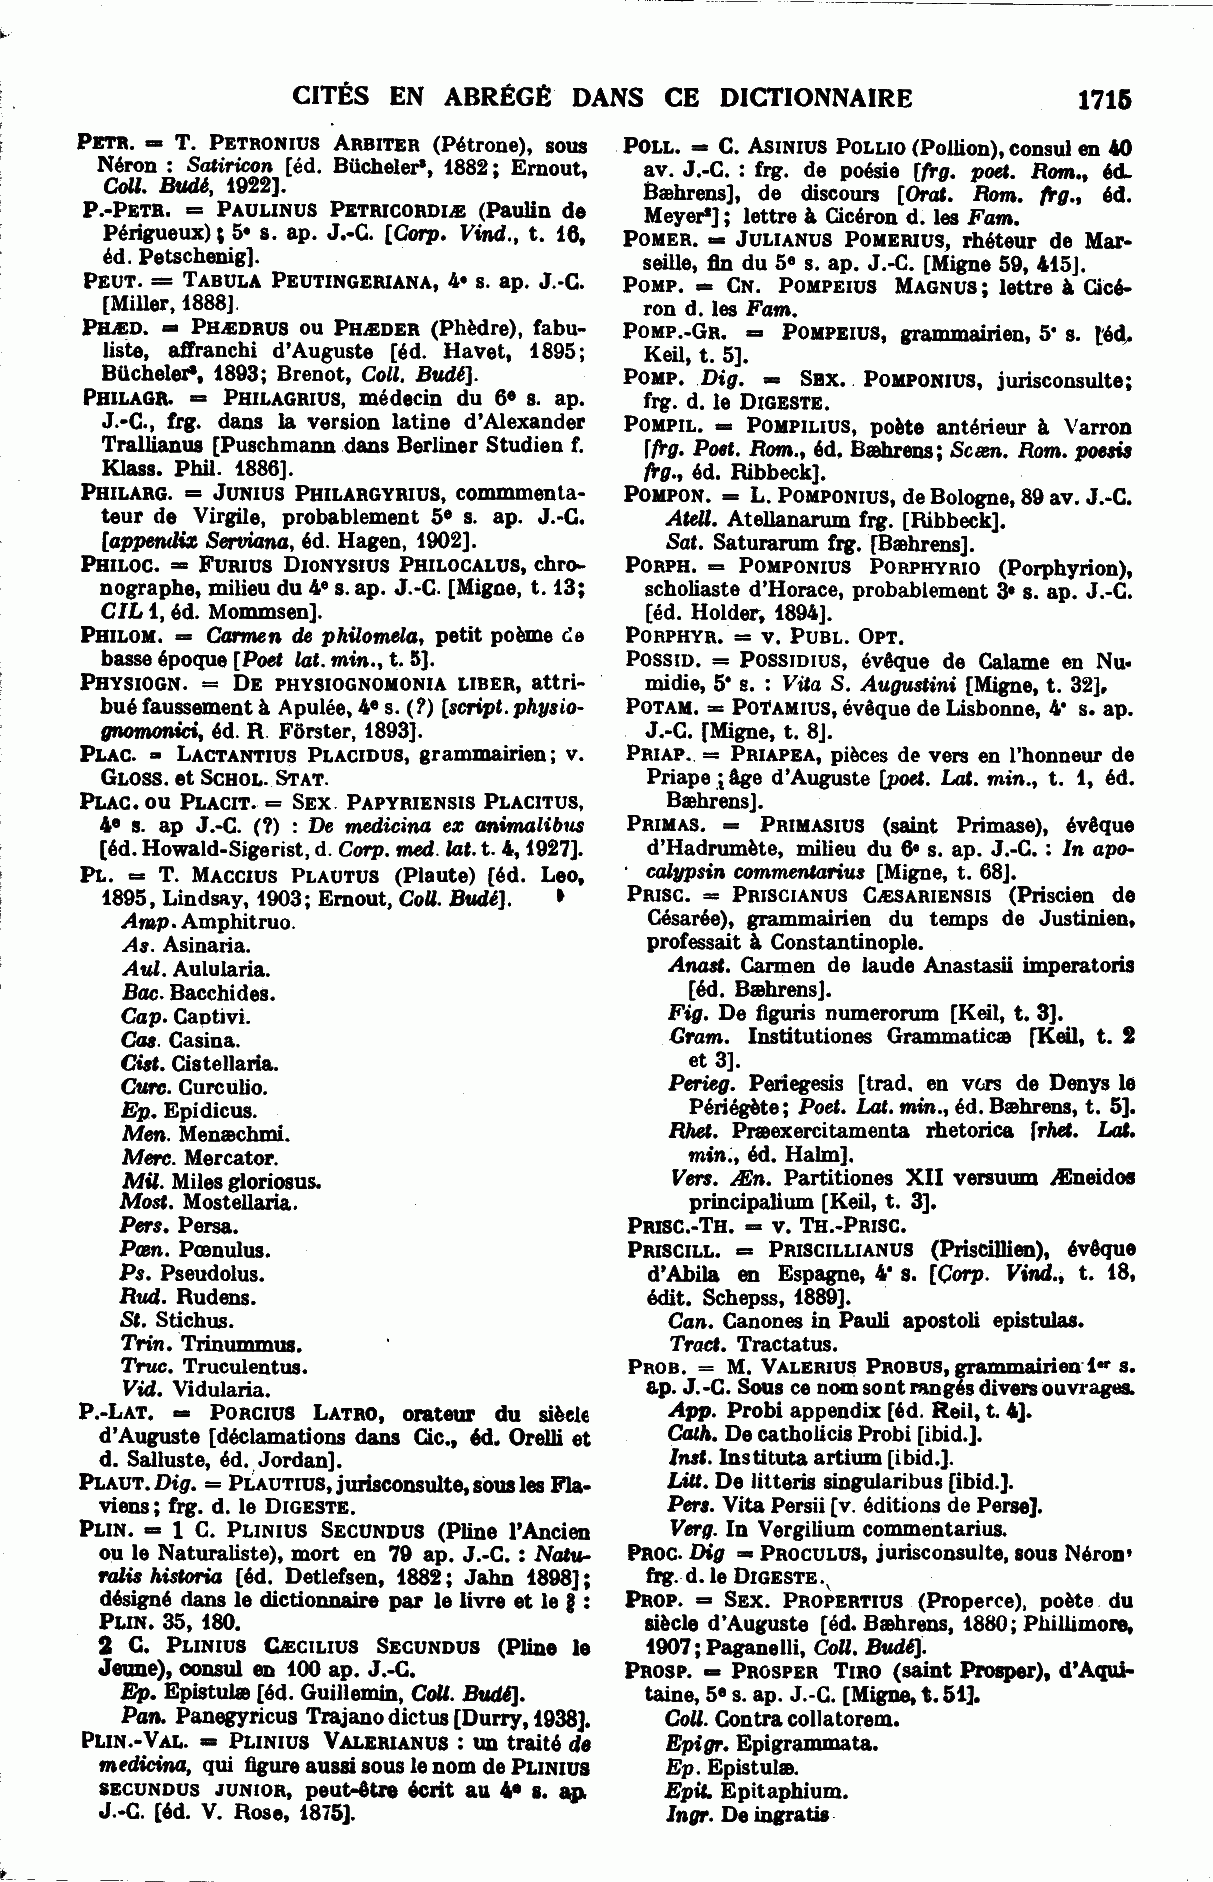 CITÉS EN ABRÉGÉ DANS CE DICTIONNAIRE 1715
PETR. = T. PETRONIUS ARBITER (Pétrone), sous
Néron : Satiricon [éd. Bücheler³, 1882; Ernout,
Coll. Budé, 1922].
P.-PETR. = PAULINUS PETRICORDIÆ (Paulin de
Périgueux); 5e s. ap. J.-C. [Corp. Vind., t. 16,
éd. Petschenig].
PEUT. = TABULA PEUTINGERIANA, 4e s. ap. J.-C.
[Miller, 1888].
PHÆD. = PHÆDRUS ou PHÆDER (Phèdre), fabu-
liste, affranchi d'Auguste [éd. Havet, 1895;
Bücheler³, 1893; Brenot, Coll. Budé].
PHILAGR. = PHILAGRIUS, médecin du 6e s. ap.
J.-C., frg. dans la version latine d'Alexander
Trallianus [Puschmann dans Berliner Studien f.
Klass. Phil. 1886].
PHILARG. = JUNIUS PHILARGYRIUS, commmenta-
teur de Virgile, probablement 5e s. ap. J.-C.
[appendix Serviana, éd. Hagen, 1902].
PHILOC. = FURIUS DIONYSIUS PHILOCALUS, chro-
nographe, milieu du 4e s. ap. J.-C. [Migne, t. 13;
CIL 1, éd. Mommsen].
PHILOM. = Carmen de philomela, petit poème de
basse époque [Poet lat. min., t. 5].
PHYSIOGN. = DE PHYSIOGNOMONIA LIBER, attri-
bué faussement à Apulée, 4e s. (?) [script. physio-
gnomonici, éd. R. Förster, 1893].
PLAC. = LACTANTIUS PLACIDUS, grammairien; v.
GLOSS. et SCHOL. STAT.
PLAC. ou PLACIT. = SEX. PAPYRIENSIS PLACITUS,
4e s. ap J.-C. (?) : De medicina ex animalibus
[éd. Howald-Sigerist, d. Corp. med. lat. t. 4, 1927].
PL. = T. MACCIUS PLAUTUS (Plaute) [éd. Leo,
1895, Lindsay, 1903; Ernout, Coll. Budé].
Amp. Amphitruo.
As. Asinaria.
Aul. Aulularia.
Bac. Bacchides.
Cap. Captivi.
Cas. Casina.
Cist. Cistellaria.
Curc. Curculio.
Ep. Epidicus.
Men. Menæchmi.
Merc. Mercator.
Mil. Miles gloriosus.
Most. Mostellaria.
Pers. Persa.
Pœn. Pœnulus.
Ps. Pseudolus.
Rud. Rudens.
St. Stichus.
Trin. Trinummus.
Truc. Truculentus.
Vid. Vidularia.
P.-LAT. = PORCIUS LATRO, orateur du siècle
d'Auguste [déclamations dans Cic., éd. Orelli et
d. Salluste, éd. Jordan].
PLAUT. Dig. = PLAUTIUS, jurisconsulte, sous les Fla-
viens; frg. d. le DIGESTE.
PLIN. = 1 C. PLINIUS SECUNDUS (Pline l'Ancien
ou le Naturaliste), mort en 79 ap. J.-C. : Natu-
ralis historia [éd. Detlefsen, 1882; Jahn 1898];
désigné dans le dictionnaire par le livre et le § :
PLIN. 35, 180.
2 C. PLINIUS CÆCILIUS SECUNDUS (Pline le
Jeune), consul en 100 ap. J.-C.
Ep. Epistulæ [éd. Guillemin, Coll. Budé].
Pan. Panegyricus Trajano dictus [Durry, 1938].
PLIN.-VAL. = PLINIUS VALERIANUS : un traité de
medicina, qui figure aussi sous le nom de PLINIUS
SECUNDUS JUNIOR, peut-être écrit au 4e s. ap.
J.-C. [éd. V. Rose, 1875].
POLL. = C. ASINIUS POLLIO (Pollion), consul en 40
av. J.-C. : frg. de poésie [frg. poet. Rom., éd.
Bæhrens], de discours [Orat. Rom. frg., éd.
Meyer²]; lettre à Cicéron d. les Fam.
POMER. = JULIANUS POMERIUS, rhéteur de Mar-
seille, fin du 5e s. ap. J.-C. [Migne 59, 415].
POMP. = CN. POMPEIUS MAGNUS; lettre à Cicé-
ron d. les Fam.
POMP.-GR. = POMPEIUS, grammairien, 5e s. [éd.
Keil, t. 5].
POMP. Dig. = SEX. POMPONIUS, jurisconsulte;
frg. d. le DIGESTE.
POMPIL. = POMPILIUS, poète antérieur à Varron
[frg. Poet. Rom., éd. Bæhrens; Scæn. Rom. poesis
frg., éd. Ribbeck].
POMPON. = L. POMPONIUS, de Bologne, 89 av. J.-C.
Atell. Atellanarum frg. [Ribbeck].
Sat. Saturarum frg. [Bæhrens].
PORPH. = POMPONIUS PORPHYRIO (Porphyrion),
scholiaste d'Horace, probablement 3e s. ap. J.-C.
[éd. Holder, 1894].
PORPHYR. = v. PUBL. OPT.
POSSID. = POSSIDIUS, évêque de Calame en Nu-
midie, 5e s. : Vita S. Augustini [Migne, t. 32].
POTAM. = POTAMIUS, évêque de Lisbonne, 4e s. ap.
J.-C. [Migne, t. 8].
PRIAP. = PRIAPEA, pièces de vers en l'honneur de
Priape; âge d'Auguste [poet. Lat. min., t. 1, éd.
Bæhrens].
PRIMAS. = PRIMASIUS (saint Primase), évêque
d'Hadrumète, milieu du 6e s. ap. J.-C. : In apo-
calypsin commentarius [Migne, t. 68].
PRISC. = PRISCIANUS CÆSARIENSIS (Priscien de
Césarée), grammairien du temps de Justinien,
professait à Constantinople.
Anast. Carmen de laude Anastasii imperatoris
[éd. Bæhrens].
Fig. De figuris numerorum [Keil, t. 3].
Gram. Institutiones Grammaticæ [Keil, t. 2
et 3].
Perieg. Periegesis [trad. en vers de Denys le
Périégète; Poet. Lat. min., éd. Bæhrens, t. 5].
Rhet. Præexercitamenta rhetorica [rhet. Lat.
min., éd. Halm].
Vers. Æn. Partitiones XII versuum Æneidos
principalium [Keil, t. 3].
PRISC.-TH. = v. TH.-PRISC.
PRISCILL. = PRISCILLIANUS (Priscillien), évêque
d'Abila en Espagne, 4e s. [Corp. Vind., t. 18,
édit. Schepss, 1889].
Can. Canones in Pauli apostoli epistulas.
Tract. Tractatus.
PROB. = M. VALERIUS PROBUS, grammairien 1er s.
ap. J.-C. Sous ce nom sont rangés divers ouvrages.
App. Probi appendix [éd. Reil, t. 4].
Cath. De catholicis Probi [ibid.].
Inst. Instituta artium [ibid.].
Litt. De litteris singularibus [ibid.].
Pers. Vita Persii [v. éditions de Perse].
Verg. In Vergilium commentarius.
PROC. Dig = PROCULUS, jurisconsulte, sous Néron,
frg. d. le DIGESTE.
PROP. = SEX. PROPERTIUS (Properce), poète du
siècle d'Auguste [éd. Bæhrens, 1880; Phillimore,
1907; Paganelli, Coll. Budé].
PROSP. = PROSPER TIRO (saint Prosper), d'Aqui-
taine, 5e s. ap. J.-C. [Migne, t. 51].
Coll. Contra collatorem.
Epigr. Epigrammata.
Ep. Epistulæ.
Epit. Epitaphium.
Ingr. De ingratis